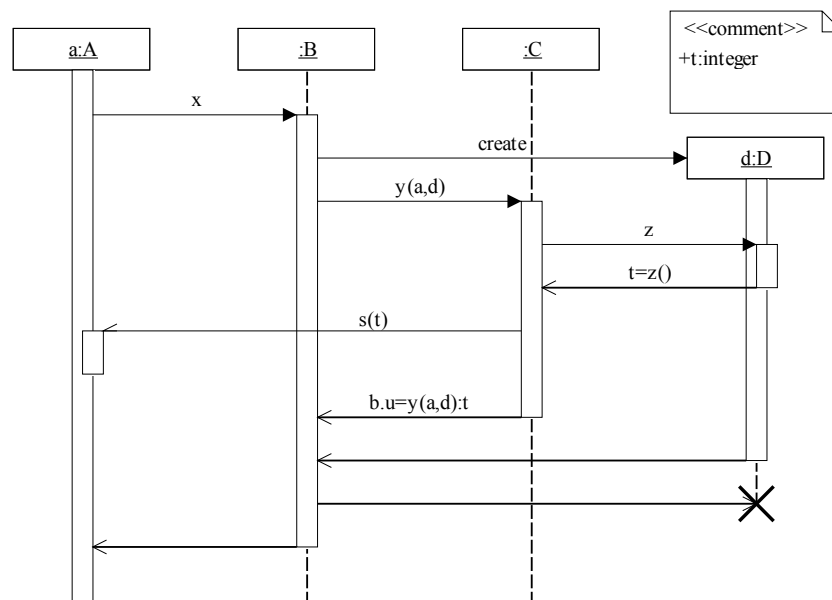 <<comment>>
+t:integer
a:A
:B
:C
x
create
d:D
y(a,d)
z
t=z()
s(t)
b.u=y(a,d):t